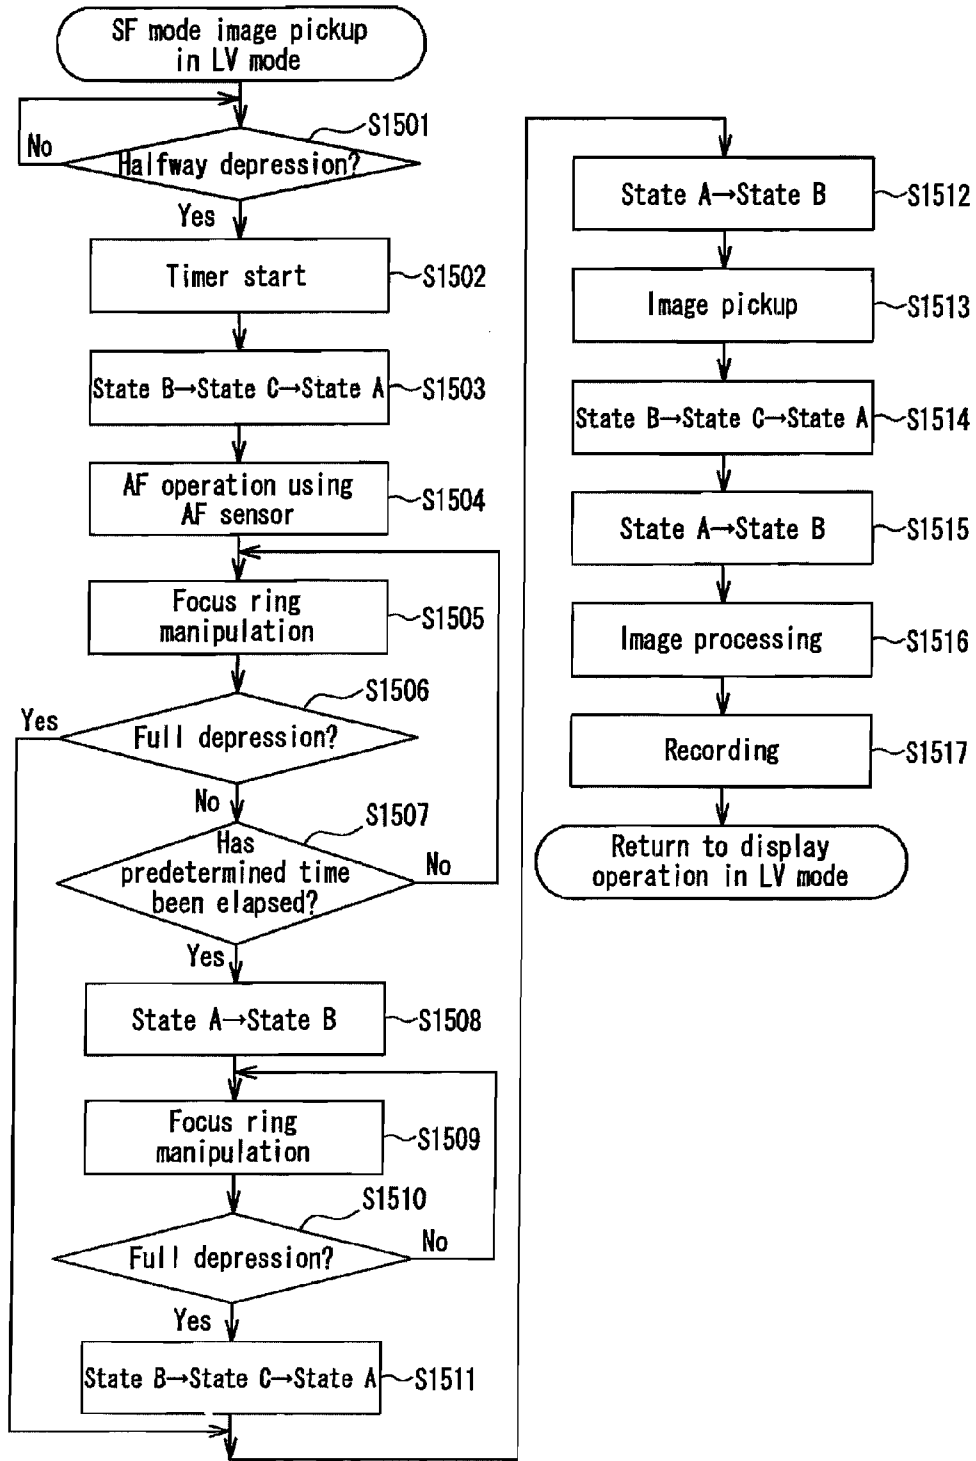 SF mode image pickup
in LV mode
S1501
No
Halfway depression?
Yes
Timer start
S1502
State B→State C→State A
S1503
AF operation using
AF sensor
S1504
Focus ring
manipulation
S1505
S1506
Yes
Full depression?
No
S1507
Has
predetermined time
been elapsed?
No
Yes
State A→State B
S1508
Focus ring
manipulation
S1509
S1510
Full depression?
No
Yes
State B→State C→State A
S1511
State A→State B
S1512
Image pickup
S1513
State B→State C→State A
S1514
State A→State B
S1515
Image processing
S1516
Recording
S1517
Return to display
operation in LV mode